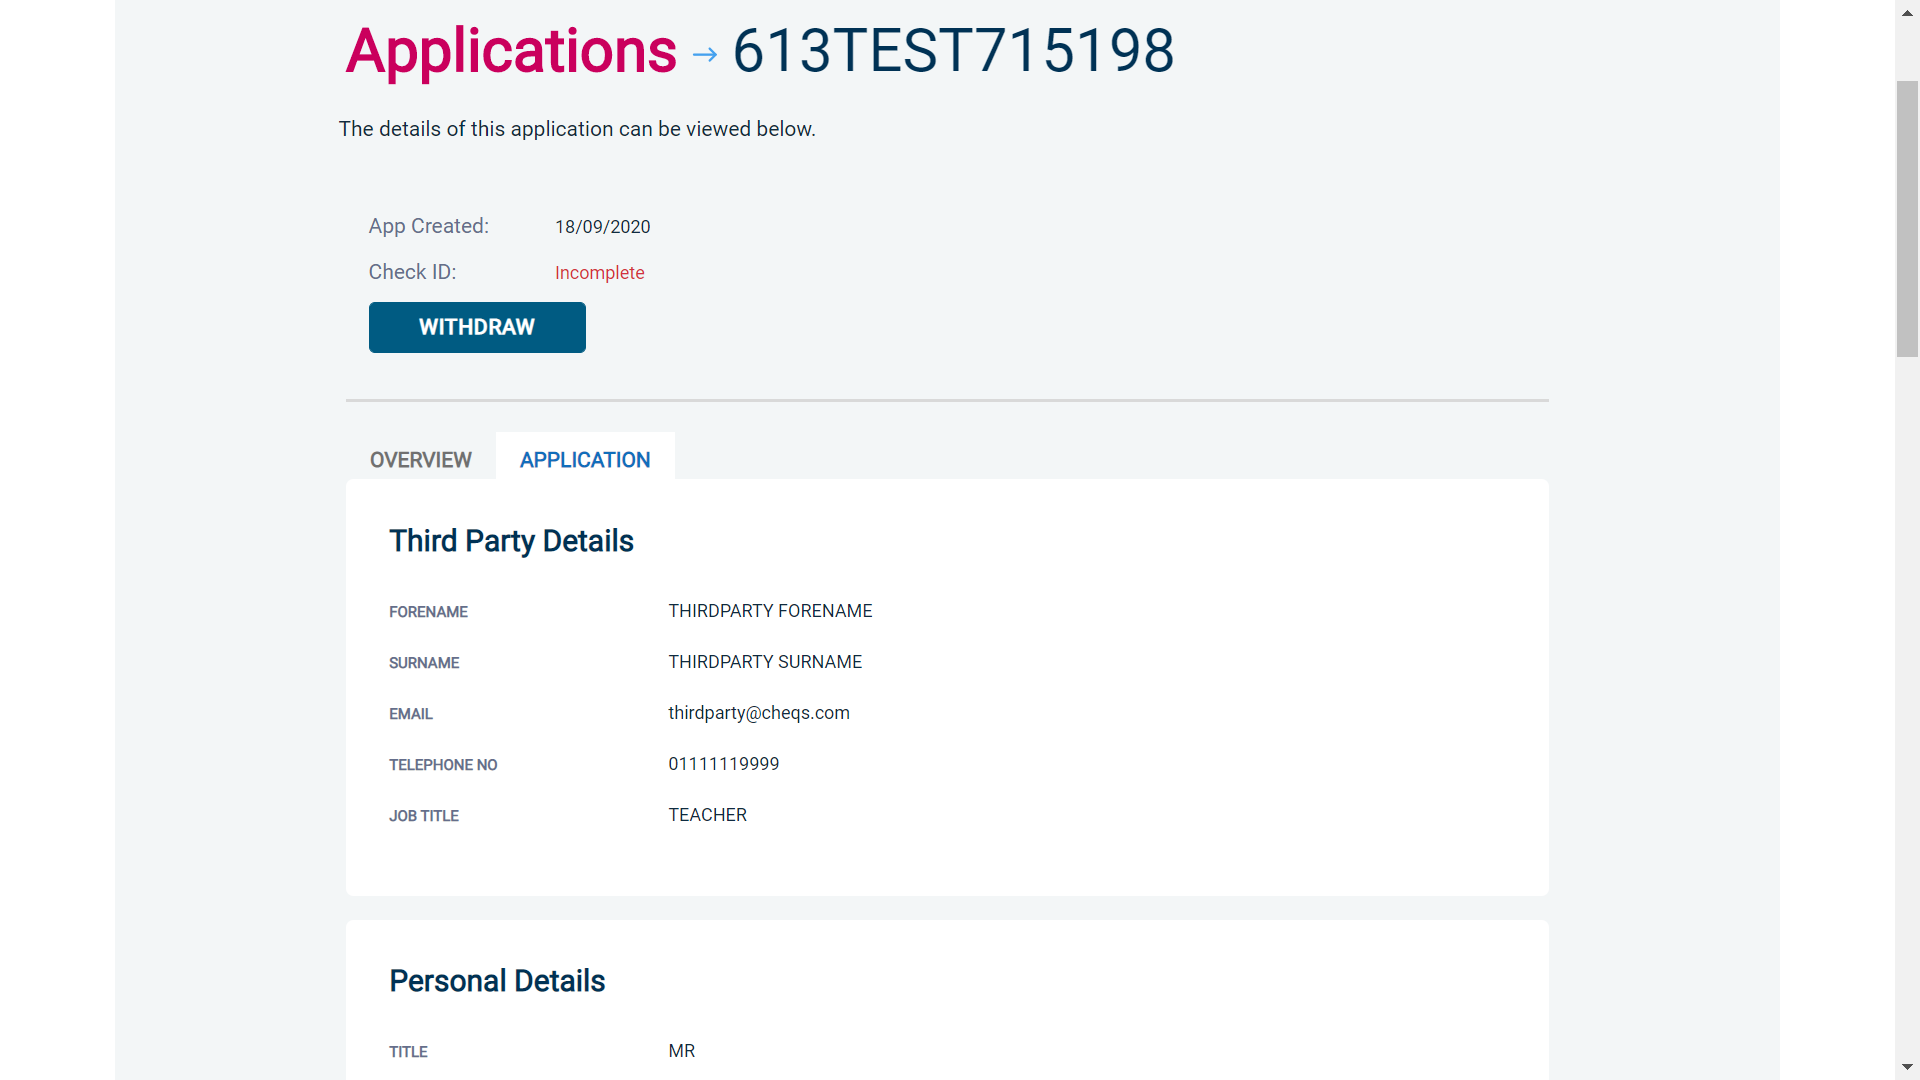 Applications → 613TEST715198
The details of this application can be viewed below.
App Created: 18/09/2020
Check ID: Incomplete
WITHDRAW
OVERVIEW APPLICATION
Third Party Details
FORENAME THIRDPARTY FORENAME
SURNAME THIRDPARTY SURNAME
EMAIL thirdparty@cheqs.com
TELEPHONE NO 01111119999
JOB TITLE TEACHER
Personal Details
TITLE MR